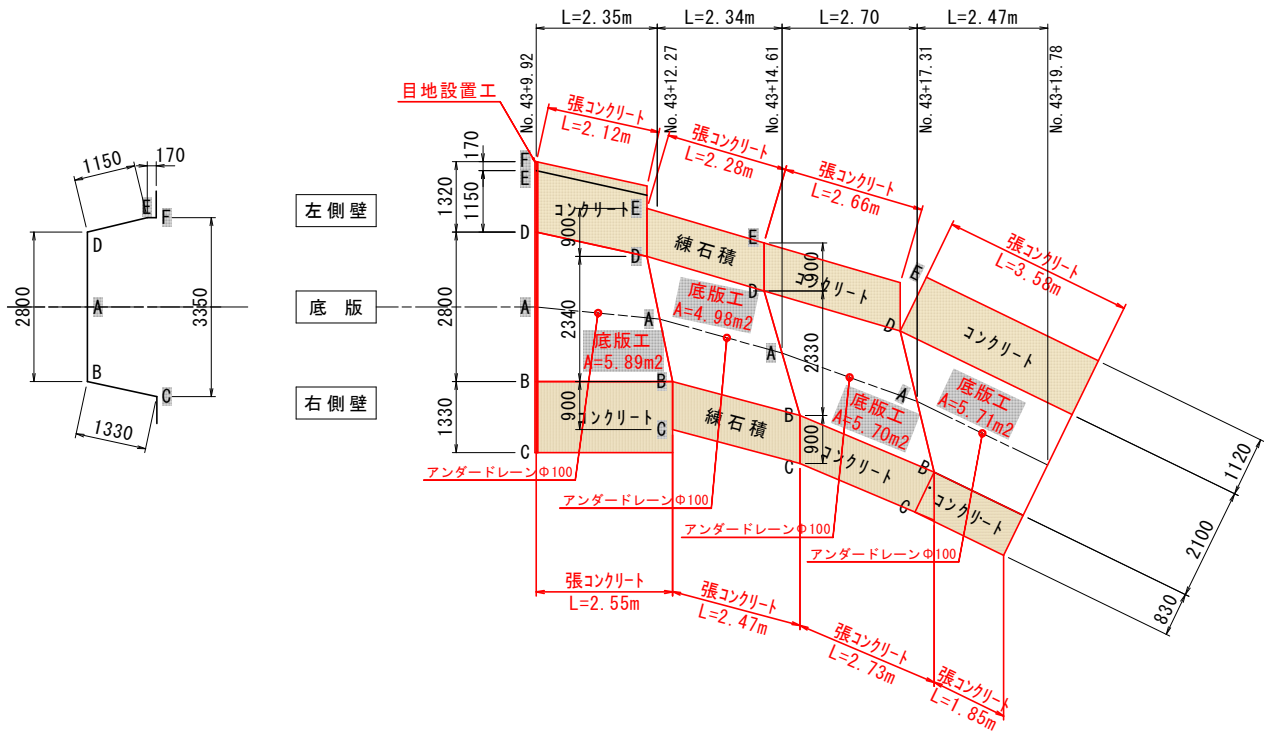 L=2.35m
L=2.34m
L=2.70
L=2.47m
No.43+9.92
No.43+12.27
No.43+14.61
No.43+17.31
No.43+19.78
目地設置工
張コンクリート
L=2.12m
張コンクリート
L=2.28m
張コンクリート
L=2.66m
張コンクリート
L=3.58m
1150
170
E
F
D
A
B
C
2800
3350
1330
左側壁
底 版
右側壁
170
1320
1150
2800
1330
F
E
D
A
B
C
コンクリート
E
900
D
2340
A
底版工
A=5.89m2
B
900
C
コンクリート
練石積
E
900
D
底版工
A=4.98m2
A
2330
B
900
C
練石積
コンクリート
E
D
A
底版工
A=5.70m2
B
C
コンクリート
コンクリート
底版工
A=5.71m2
コンクリート
1120
2100
830
アンダードレーンΦ100
アンダードレーンΦ100
アンダードレーンΦ100
アンダードレーンΦ100
張コンクリート
L=2.55m
張コンクリート
L=2.47m
張コンクリート
L=2.73m
張コンクリート
L=1.85m